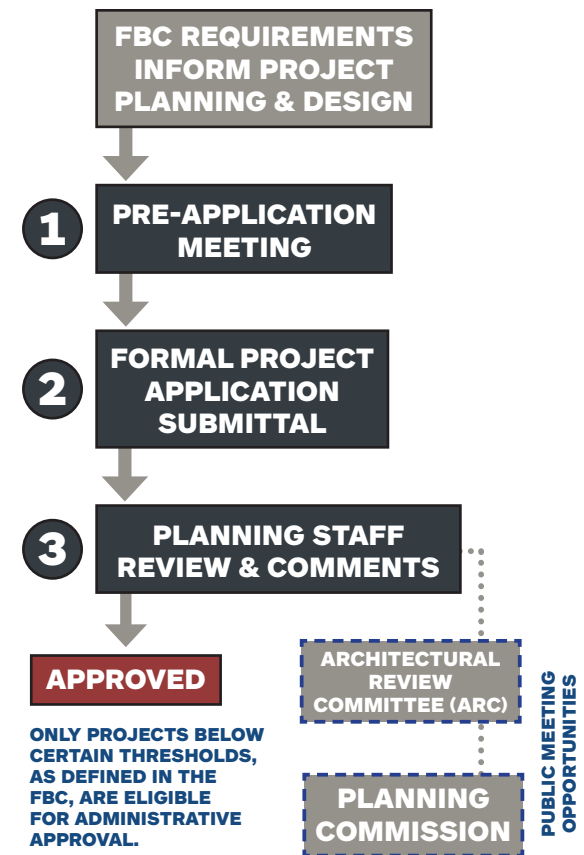 FBC REQUIREMENTS
INFORM PROJECT
PLANNING & DESIGN
1
PRE-APPLICATION
MEETING
2
FORMAL PROJECT
APPLICATION
SUBMITTAL
3
PLANNING STAFF
REVIEW & COMMENTS
APPROVED
ONLY PROJECTS BELOW
CERTAIN THRESHOLDS,
AS DEFINED IN THE
FBC, ARE ELIGIBLE
FOR ADMINISTRATIVE
APPROVAL.
ARCHITECTURAL
REVIEW
COMMITTEE (ARC)
PLANNING
COMMISSION
PUBLIC MEETING
OPPORTUNITIES